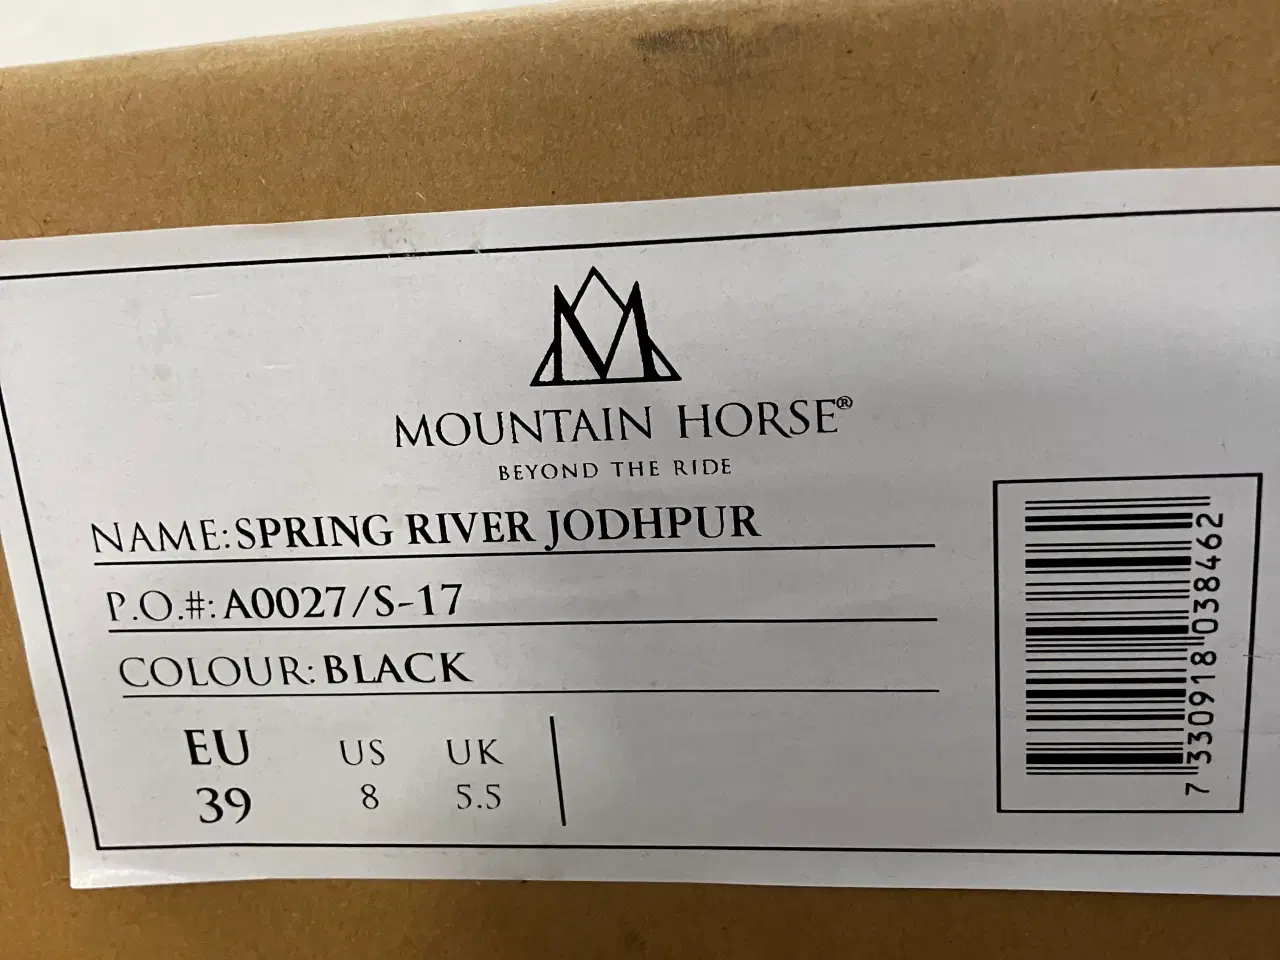 MOUNTAIN HORSE®
BEYOND THE RIDE
NAME: SPRING RIVER JODHPUR
P.O.#: A0027/S-17
COLOUR: BLACK
EU US UK
39 8 5.5
7 330918 038462